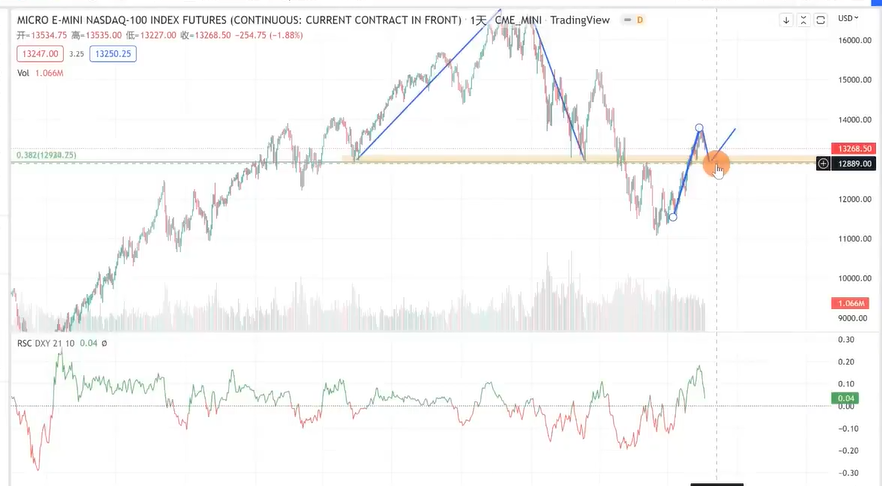 MICRO E-MINI NASDAQ-100 INDEX FUTURES (CONTINUOUS: CURRENT CONTRACT IN FRONT) · 1天 · CME_MINI · TradingView D
USD
开=13534.75 高=13535.00 低=13227.00 收=13268.50 -254.75 (-1.88%)
16000.00
13247.00 3.25 13250.25
Vol 1.066M
15000.00
14000.00
13268.50
0.382(12938.75)
12889.00
12000.00
11000.00
10000.00
1.066M
9000.00
RSC DXY 21 10 0.04 Ø
0.30
0.20
0.10
0.04
0.00
-0.10
-0.20
-0.30